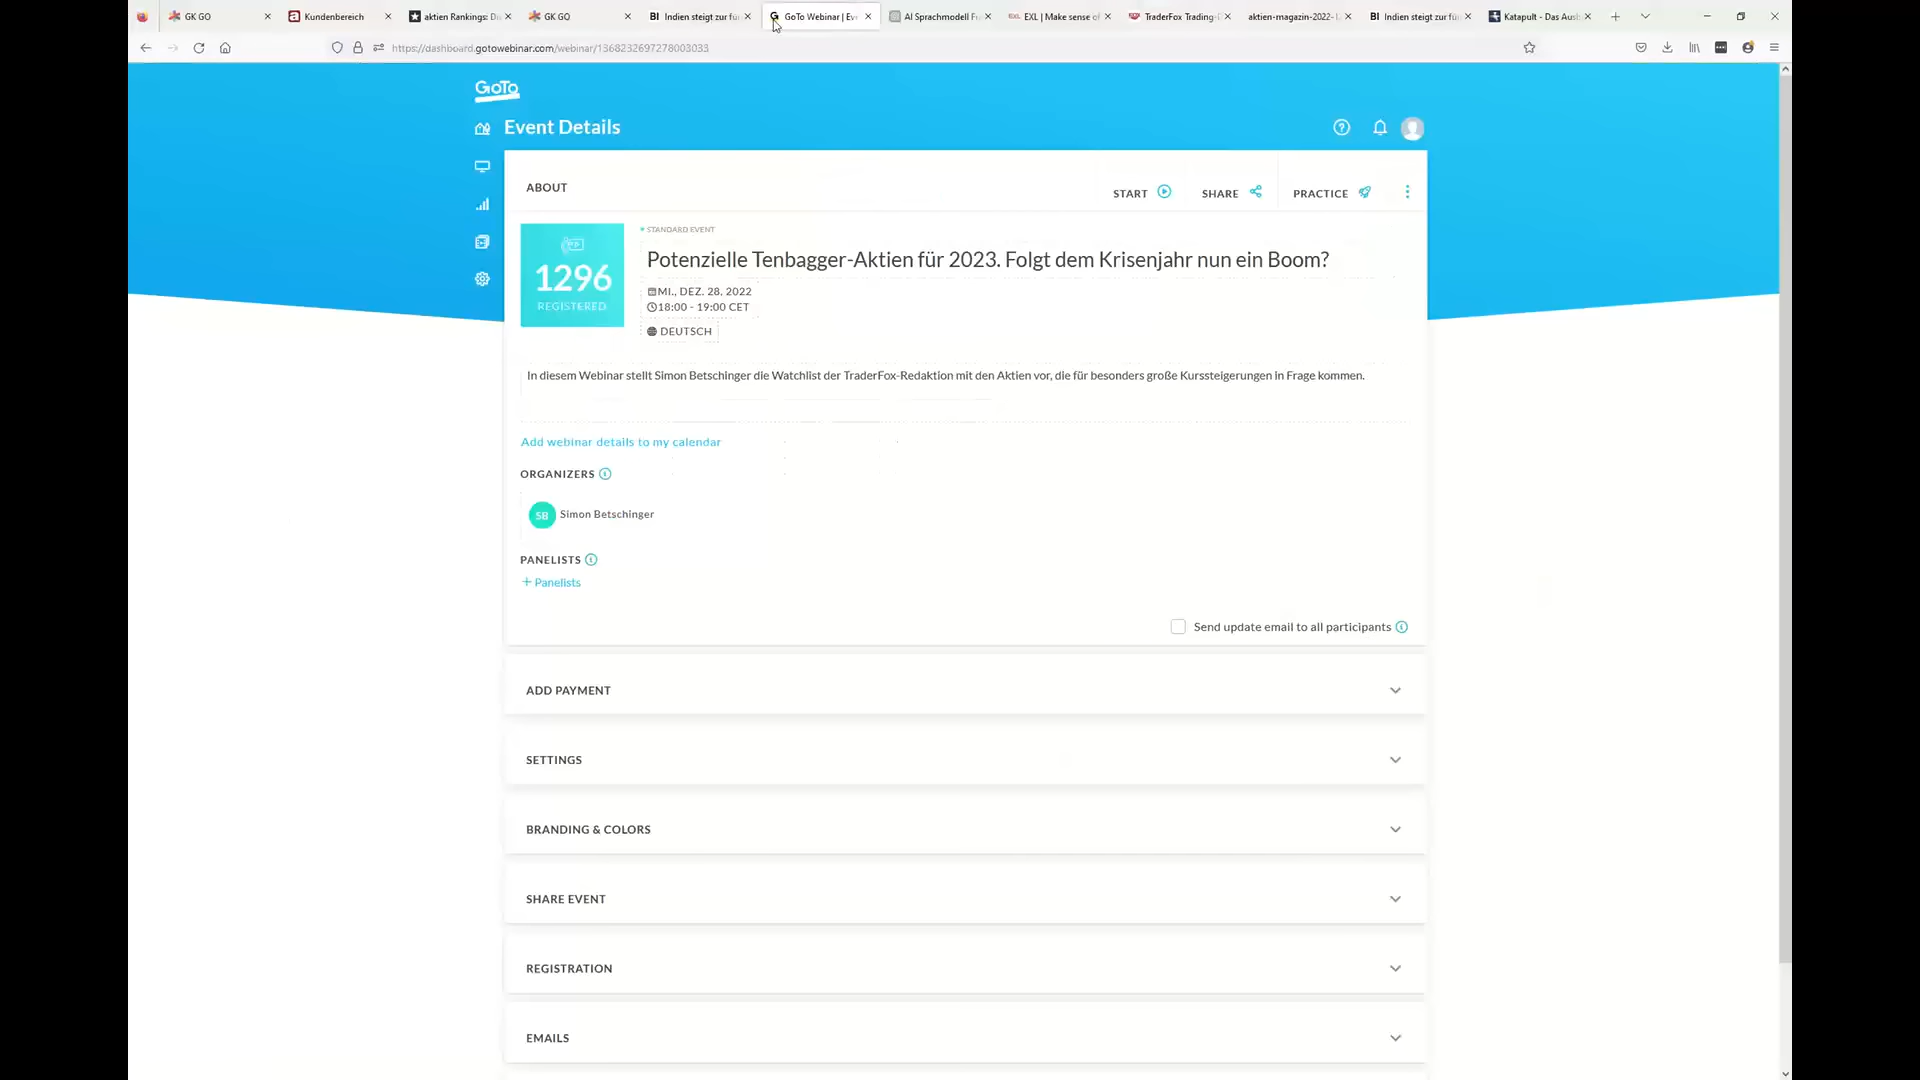 GK GO
Kundenbereich
aktien Rankings: Di
GK GO
BI Indien steigt zur fü
G GoTo Webinar | Eve
AI Sprachmodell Fr
EXL EXL | Make sense of
TraderFox Trading-
aktien-magazin-2022-
BI Indien steigt zur fü
Katapult - Das Aus
https://dashboard.gotowebinar.com/webinar/1368232697278003033
GoTo
Event Details
ABOUT
START
SHARE
PRACTICE
1296
REGISTERED
STANDARD EVENT
Potenzielle Tenbagger-Aktien für 2023. Folgt dem Krisenjahr nun ein Boom?
MI., DEZ. 28, 2022
18:00 - 19:00 CET
DEUTSCH
In diesem Webinar stellt Simon Betschinger die Watchlist der TraderFox-Redaktion mit den Aktien vor, die für besonders große Kurssteigerungen in Frage kommen.
Add webinar details to my calendar
ORGANIZERS
SB Simon Betschinger
PANELISTS
+ Panelists
Send update email to all participants
ADD PAYMENT
SETTINGS
BRANDING & COLORS
SHARE EVENT
REGISTRATION
EMAILS